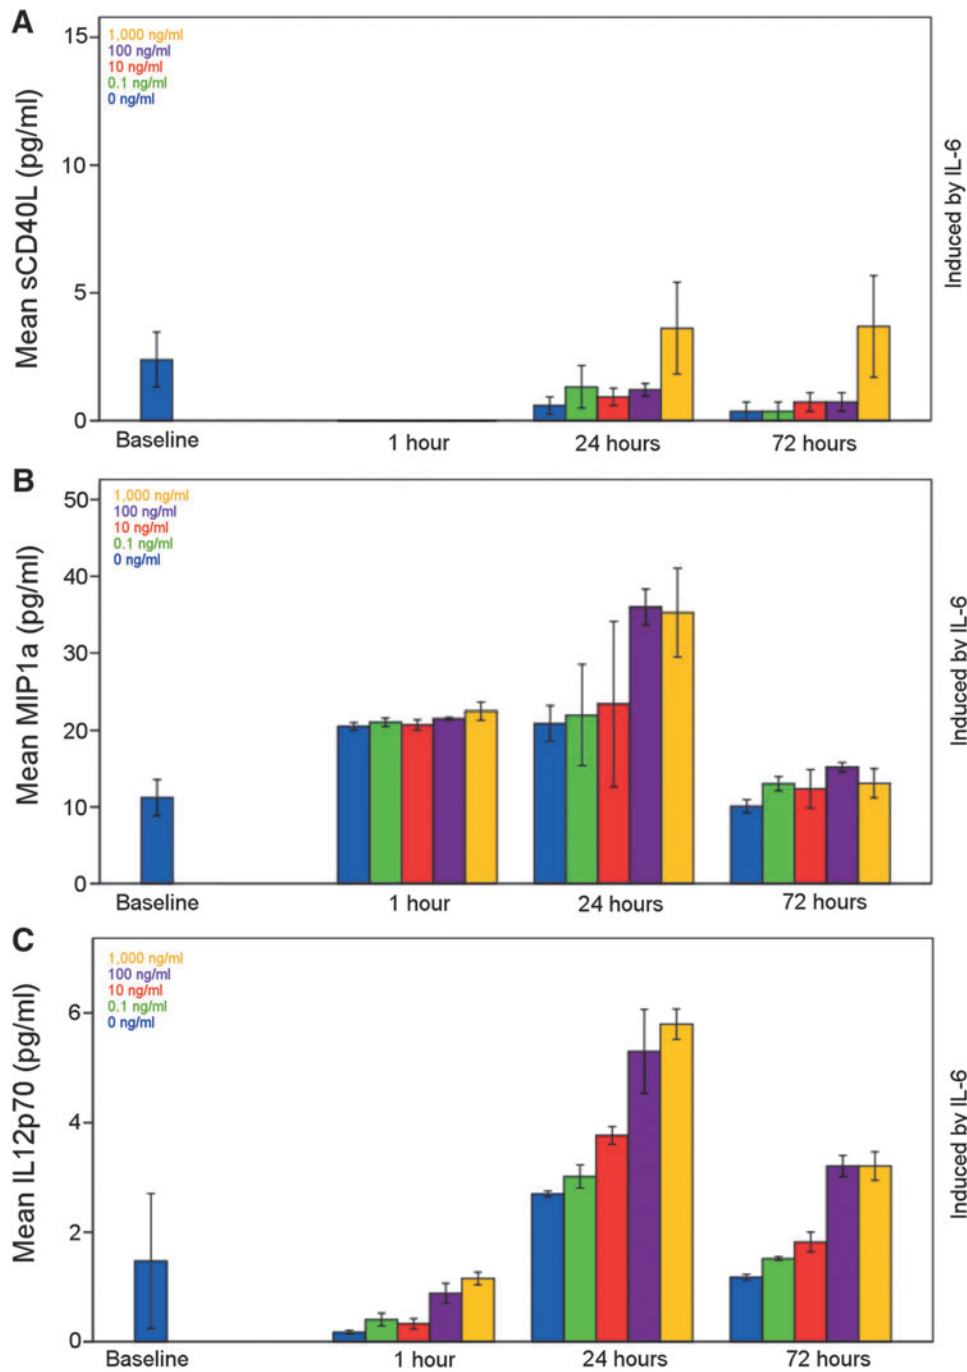 A
Mean sCD40L (pg/ml)
15
10
5
0
1,000 ng/ml
100 ng/ml
10 ng/ml
0.1 ng/ml
0 ng/ml
Baseline
1 hour
24 hours
72 hours
Induced by IL-6
B
Mean MIP1a (pg/ml)
50
40
30
20
10
0
1,000 ng/ml
100 ng/ml
10 ng/ml
0.1 ng/ml
0 ng/ml
Baseline
1 hour
24 hours
72 hours
Induced by IL-6
C
Mean IL12p70 (pg/ml)
6
4
2
0
1,000 ng/ml
100 ng/ml
10 ng/ml
0.1 ng/ml
0 ng/ml
Baseline
1 hour
24 hours
72 hours
Induced by IL-6